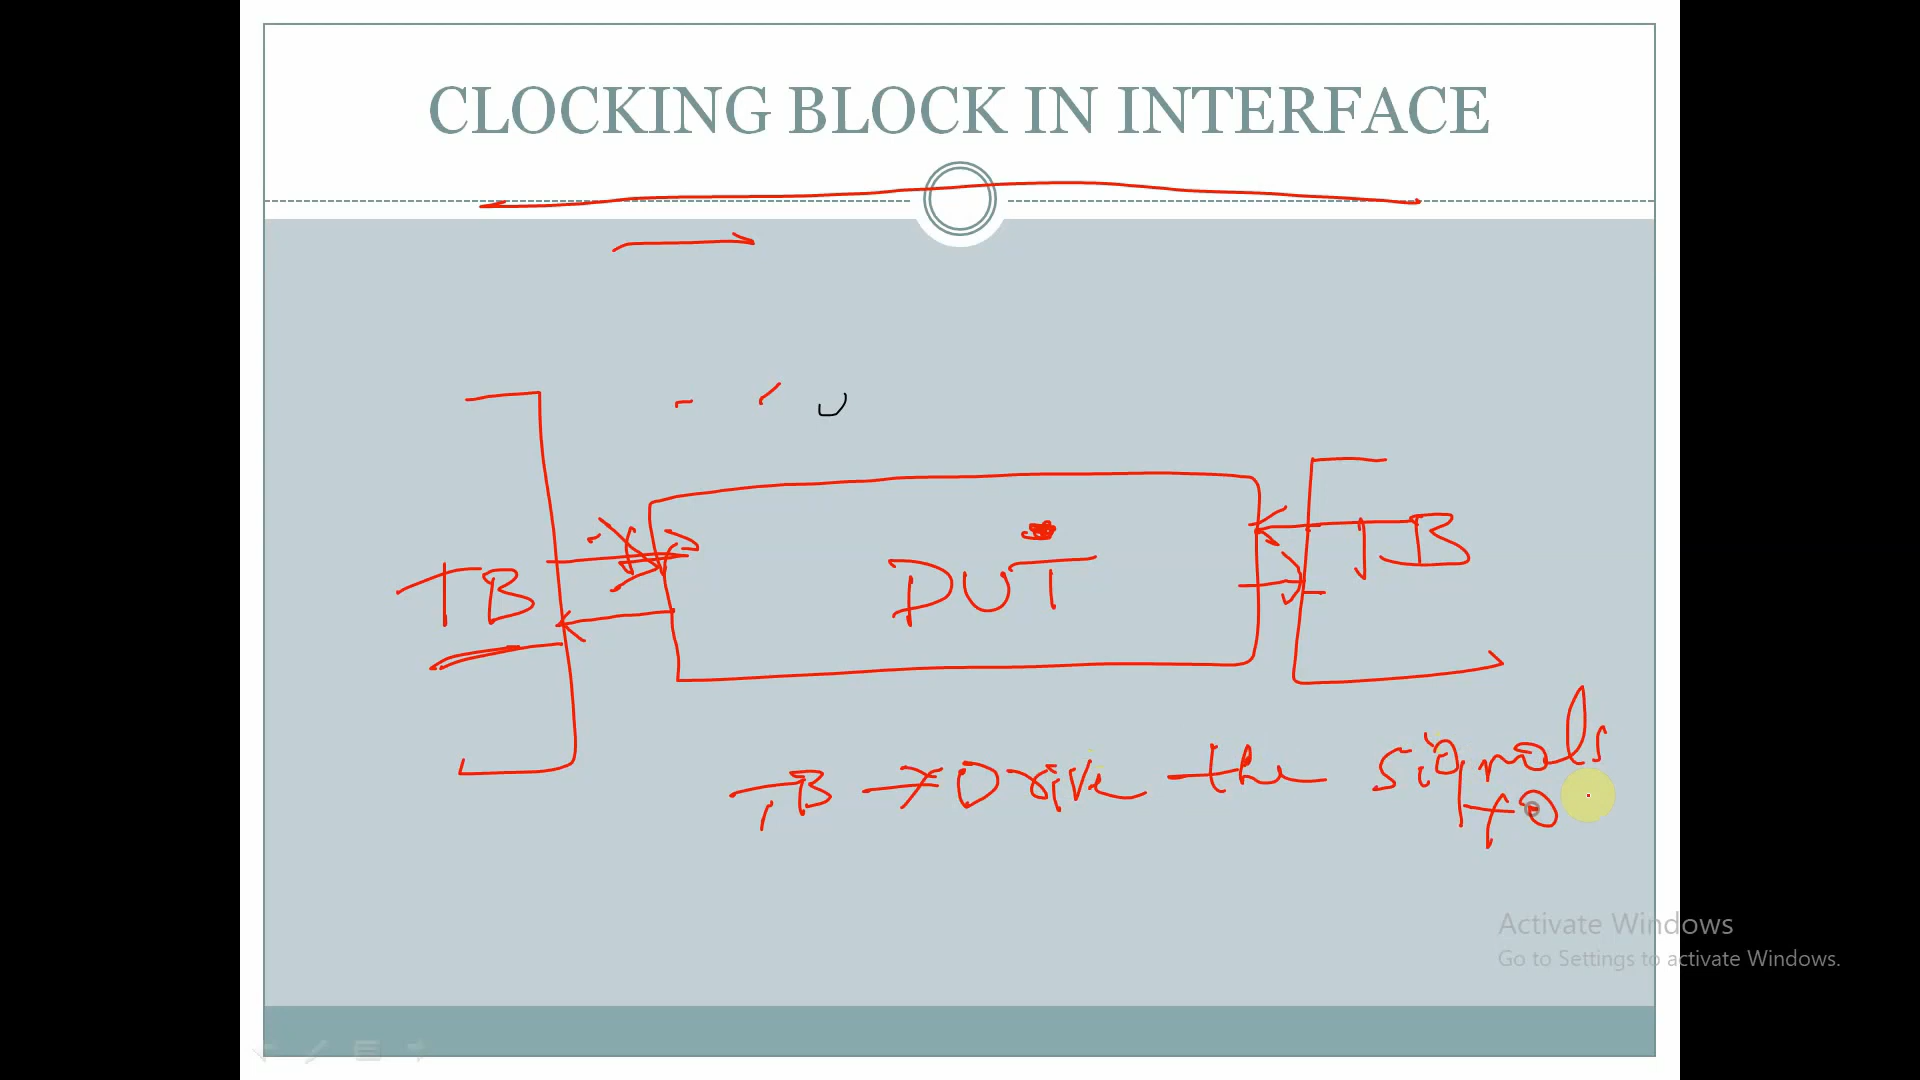 CLOCKING BLOCK IN INTERFACE
TB
DUT
TB
TB → Drive the signals
to
Activate Windows
Go to Settings to activate Windows.